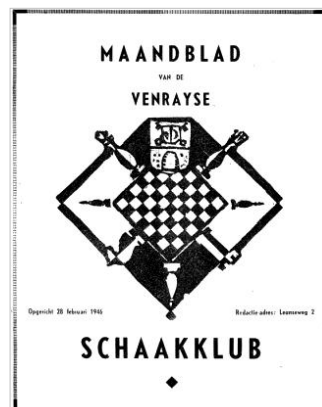 MAANDBLAD
VAN DE
VENRAYSE
Opgericht 28 februari 1946
Redactie-adres: Leunseweg 2
SCHAAKKLUB